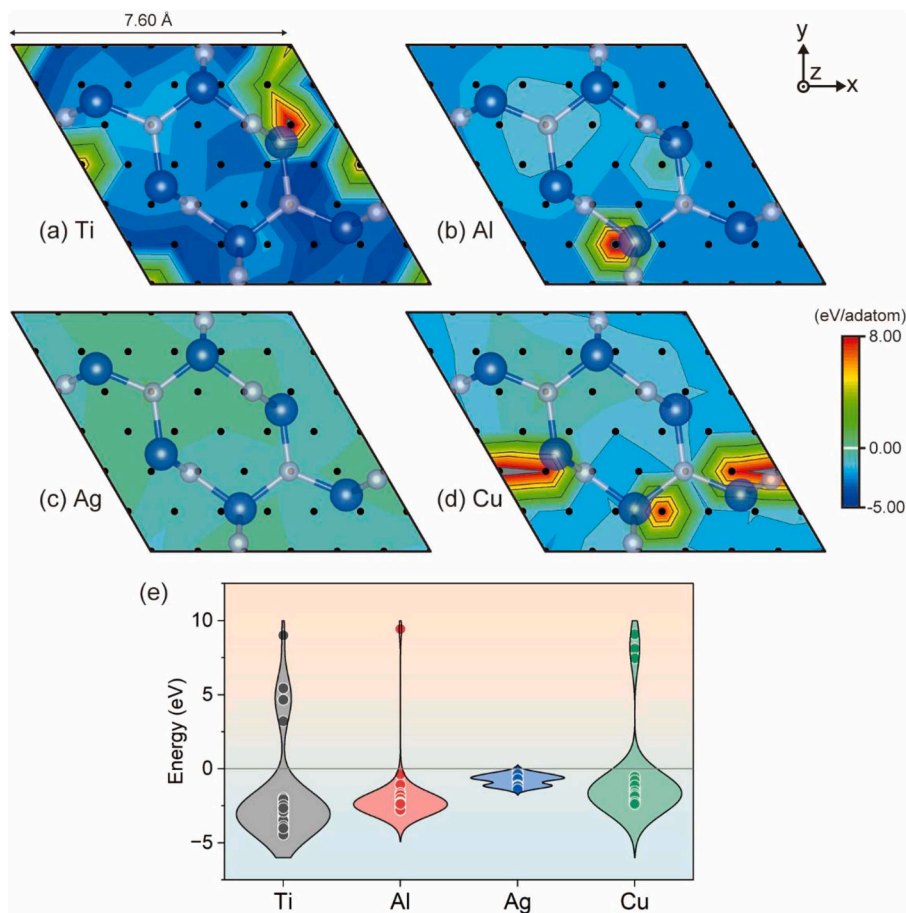 7.60 Å
y
z
x
(a) Ti
(b) Al
(c) Ag
(d) Cu
(eV/adatom)
8.00
0.00
-5.00
(e)
Energy (eV)
10
5
0
−5
Ti
Al
Ag
Cu